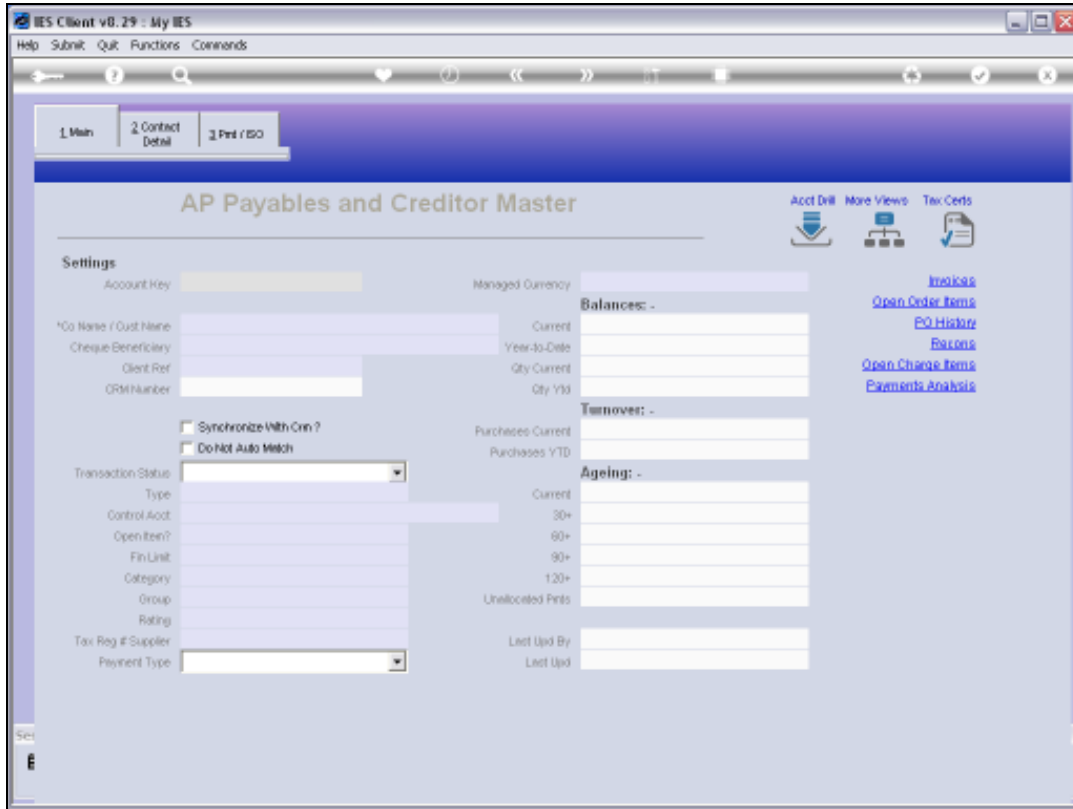 IES Client v8.29 : My IES
Help Submit Quit Functions Commands
1 Main
2 Contact Detail
3 Pmt / ISO
AP Payables and Creditor Master
Acct Drill More Views Tax Certs
Settings
Account Key
Managed Currency
Invoices
Balances: -
Open Order Items
*Co Name / Cust Name
Current
PO History
Cheque Beneficiary
Year-to-Date
Recons
Client Ref
Qty Current
Open Charge Items
CRM Number
Qty Ytd
Payments Analysis
Turnover: -
Synchronize With Crm ?
Purchases Current
Do Not Auto Match
Purchases YTD
Transaction Status
Ageing: -
Type
Current
Control Acct
30+
Open Item?
60+
Fin Limit
90+
Category
120+
Group
Unallocated Pmts
Rating
Tax Reg # Supplier
Last Upd By
Payment Type
Last Upd